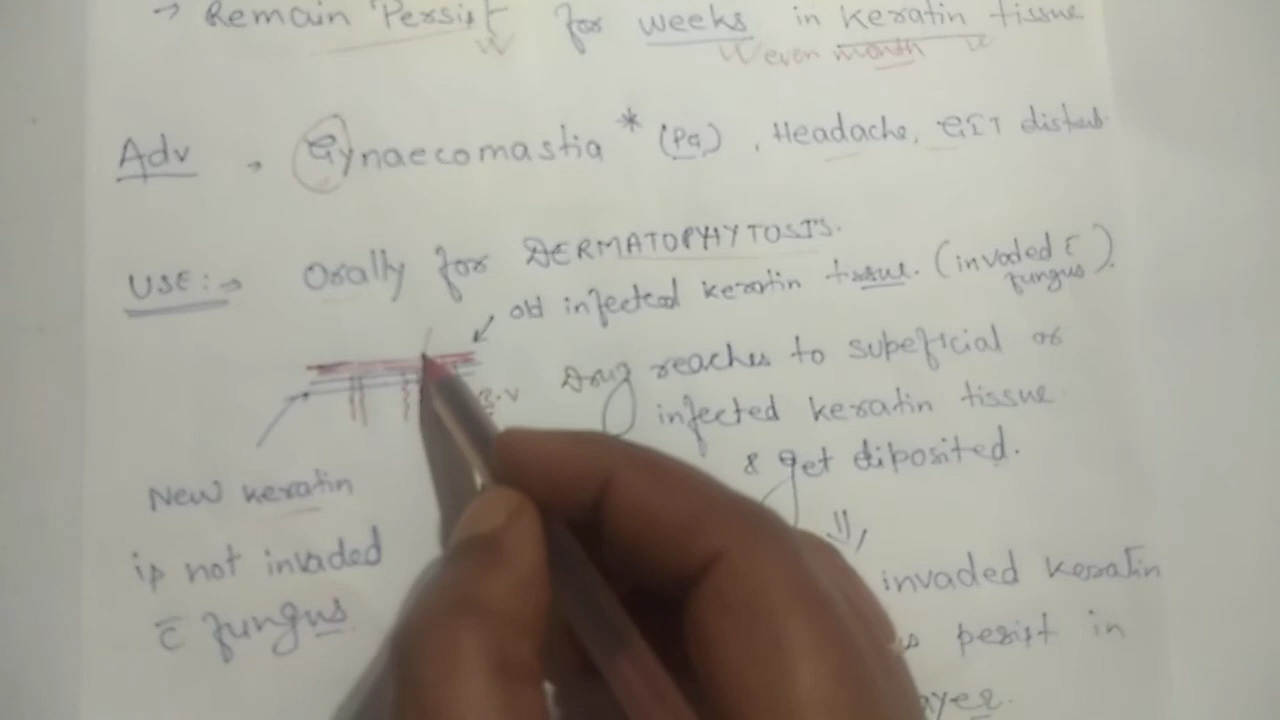 → Remain Persist for weeks in keratin tissue
even month
Adv → Gynaecomastia * (PG), Headache, GIT disturb.
USE:→ Orally for DERMATOPHYTOSIS.
old infected keratin tissue. (invaded c̄ fungus).
Drug reaches to supeficial or
infected keratin tissue
& get diposited.
B.V
New keratin
is not invaded
c̄ fungus
invaded keratin
persist in